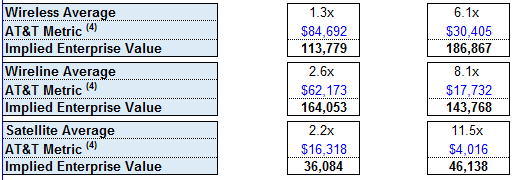 Wireless Average 1.3x 6.1x
AT&T Metric (4) $84,692 $30,405
Implied Enterprise Value 113,779 186,867
Wireline Average 2.6x 8.1x
AT&T Metric (4) $62,173 $17,732
Implied Enterprise Value 164,053 143,768
Satellite Average 2.2x 11.5x
AT&T Metric (4) $16,318 $4,016
Implied Enterprise Value 36,084 46,138